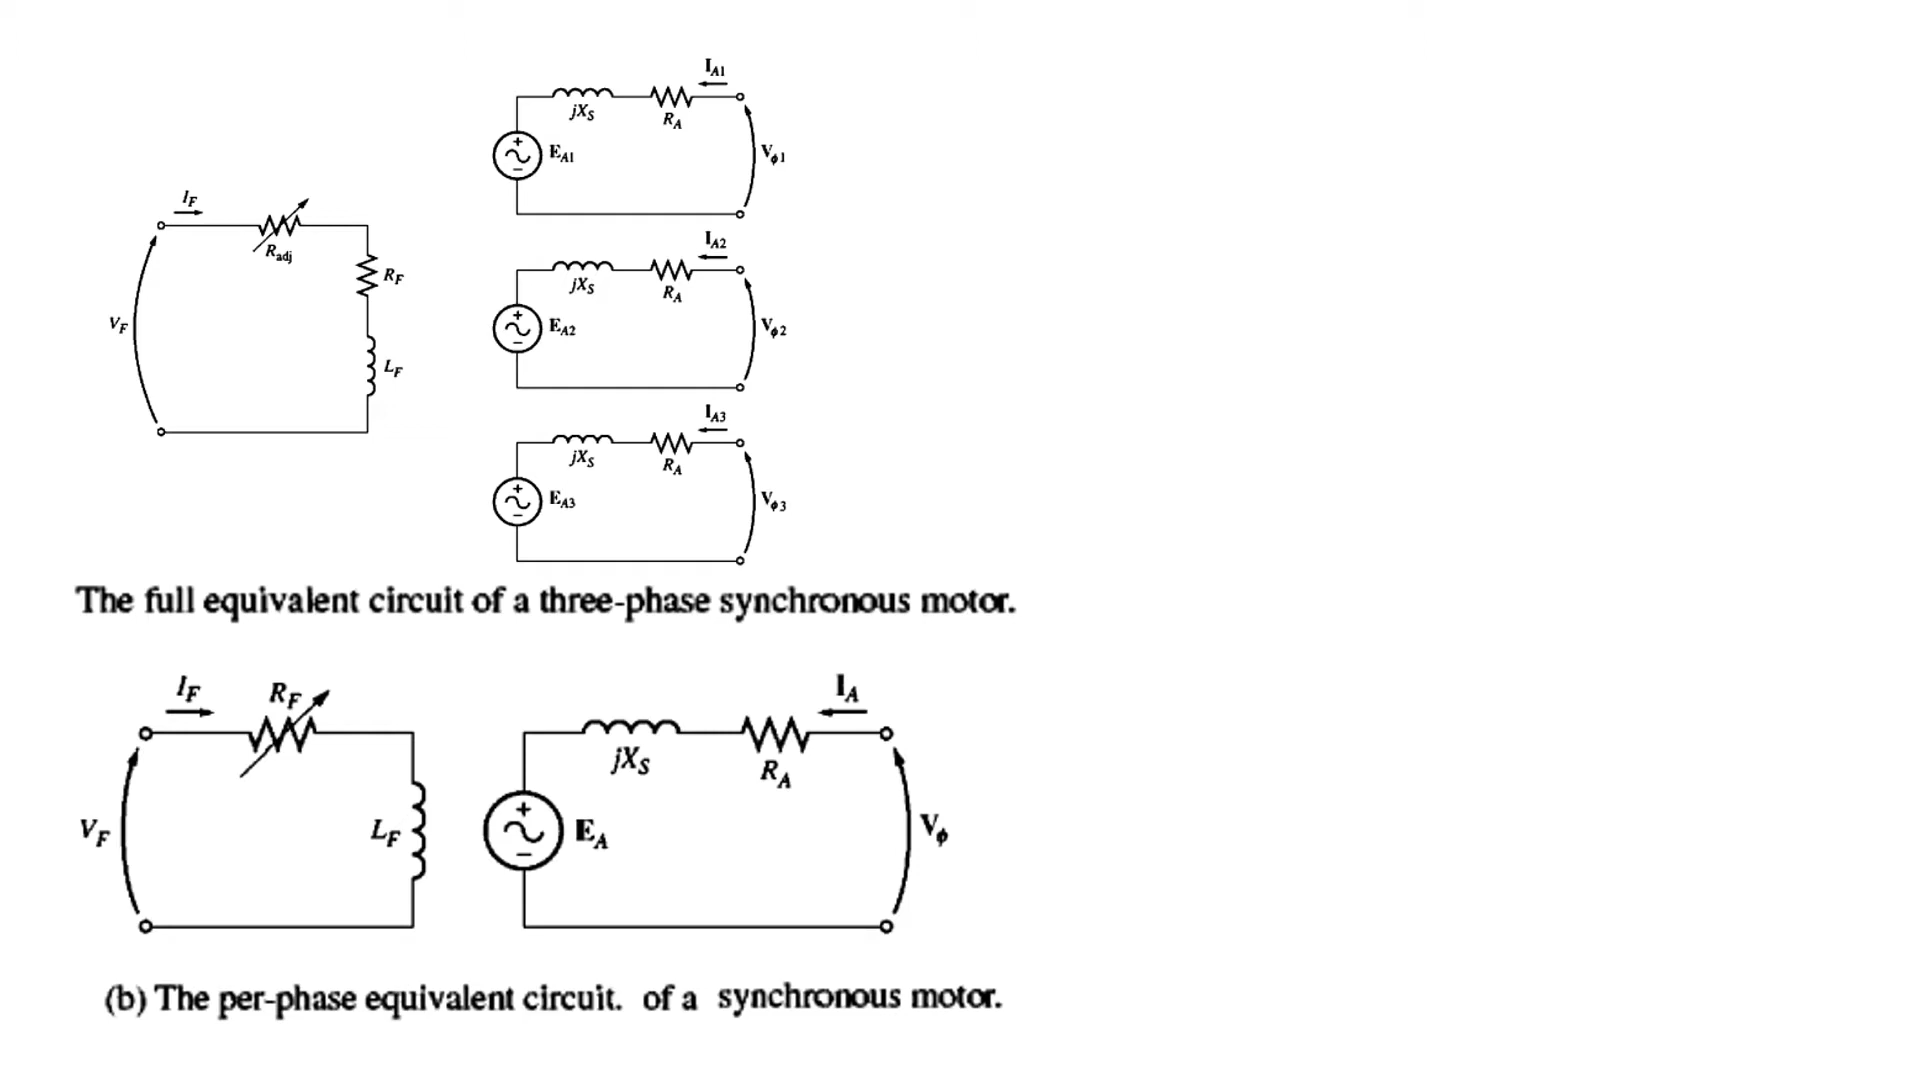 I_A1
jX_S
R_A
E_A1
V_ϕ1
I_F
R_adj
R_F
V_F
L_F
I_A2
jX_S
R_A
E_A2
V_ϕ2
I_A3
jX_S
R_A
E_A3
V_ϕ3
The full equivalent circuit of a three-phase synchronous motor.
I_F
R_F
V_F
L_F
I_A
jX_S
R_A
E_A
V_ϕ
(b) The per-phase equivalent circuit. of a synchronous motor.